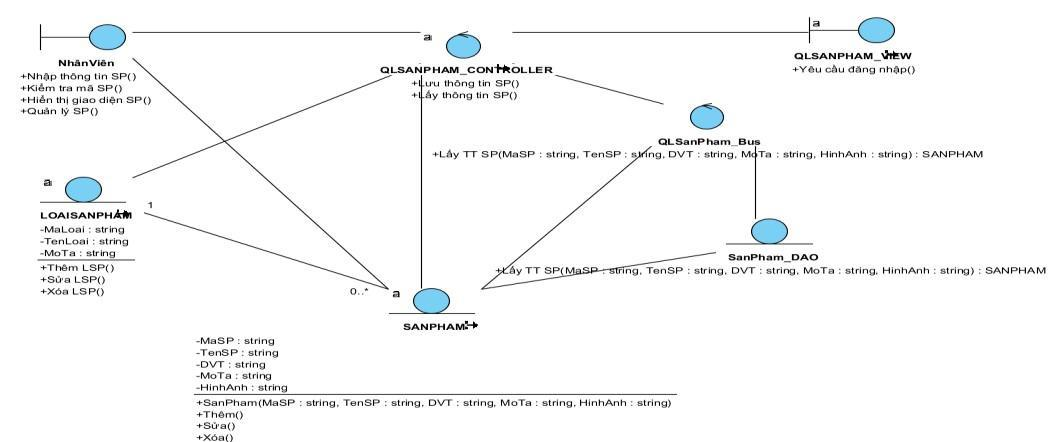 NhânViên
+Nhập thông tin SP()
+Kiểm tra mã SP()
+Hiển thị giao diện SP()
+Quản lý SP()
a
QLSANPHAM_CONTROLLER
+Lưu thông tin SP()
+Lấy thông tin SP()
a
QLSANPHAM_VIEW
+Yêu cầu đăng nhập()
QLSanPham_Bus
+Lấy TT SP(MaSP : string, TenSP : string, DVT : string, MoTa : string, HinhAnh : string) : SANPHAM
a
LOAISANPHAM
-MaLoai : string
-TenLoai : string
-MoTa : string
+Thêm LSP()
+Sửa LSP()
+Xóa LSP()
1
SanPham_DAO
+Lấy TT SP(MaSP : string, TenSP : string, DVT : string, MoTa : string, HinhAnh : string) : SANPHAM
0..*
a
SANPHAM
-MaSP : string
-TenSP : string
-DVT : string
-MoTa : string
-HinhAnh : string
+SanPham(MaSP : string, TenSP : string, DVT : string, MoTa : string, HinhAnh : string)
+Thêm()
+Sửa()
+Xóa()